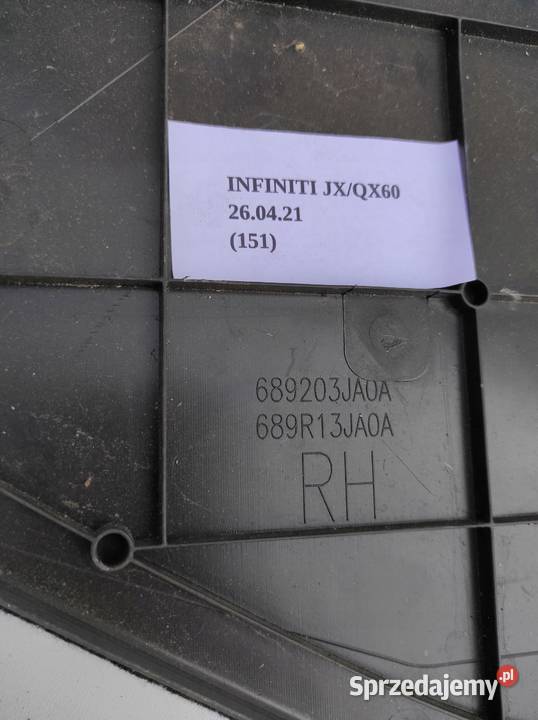 INFINITI JX/QX60
26.04.21
(151)
689203JA0A
689R13JA0A
RH
Sprzedajemy.pl